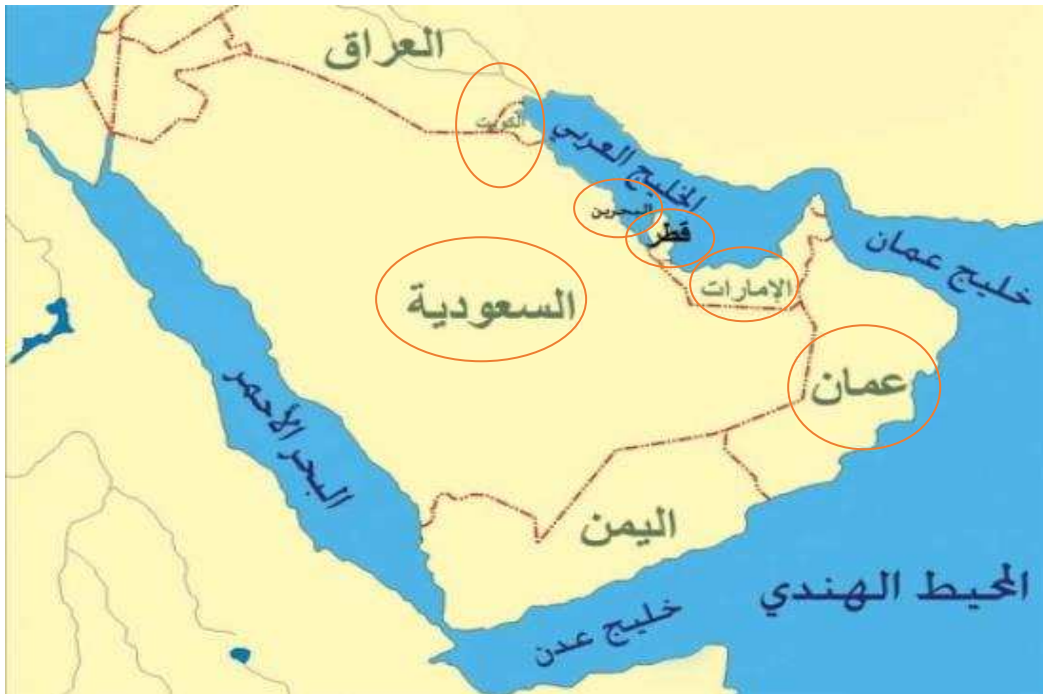 العراق
الكويت
الخليج العربي
البحرين
قطر
خليج عمان
الإمارات
السعودية
عمان
البحر الأحمر
اليمن
المحيط الهندي
خليج عدن